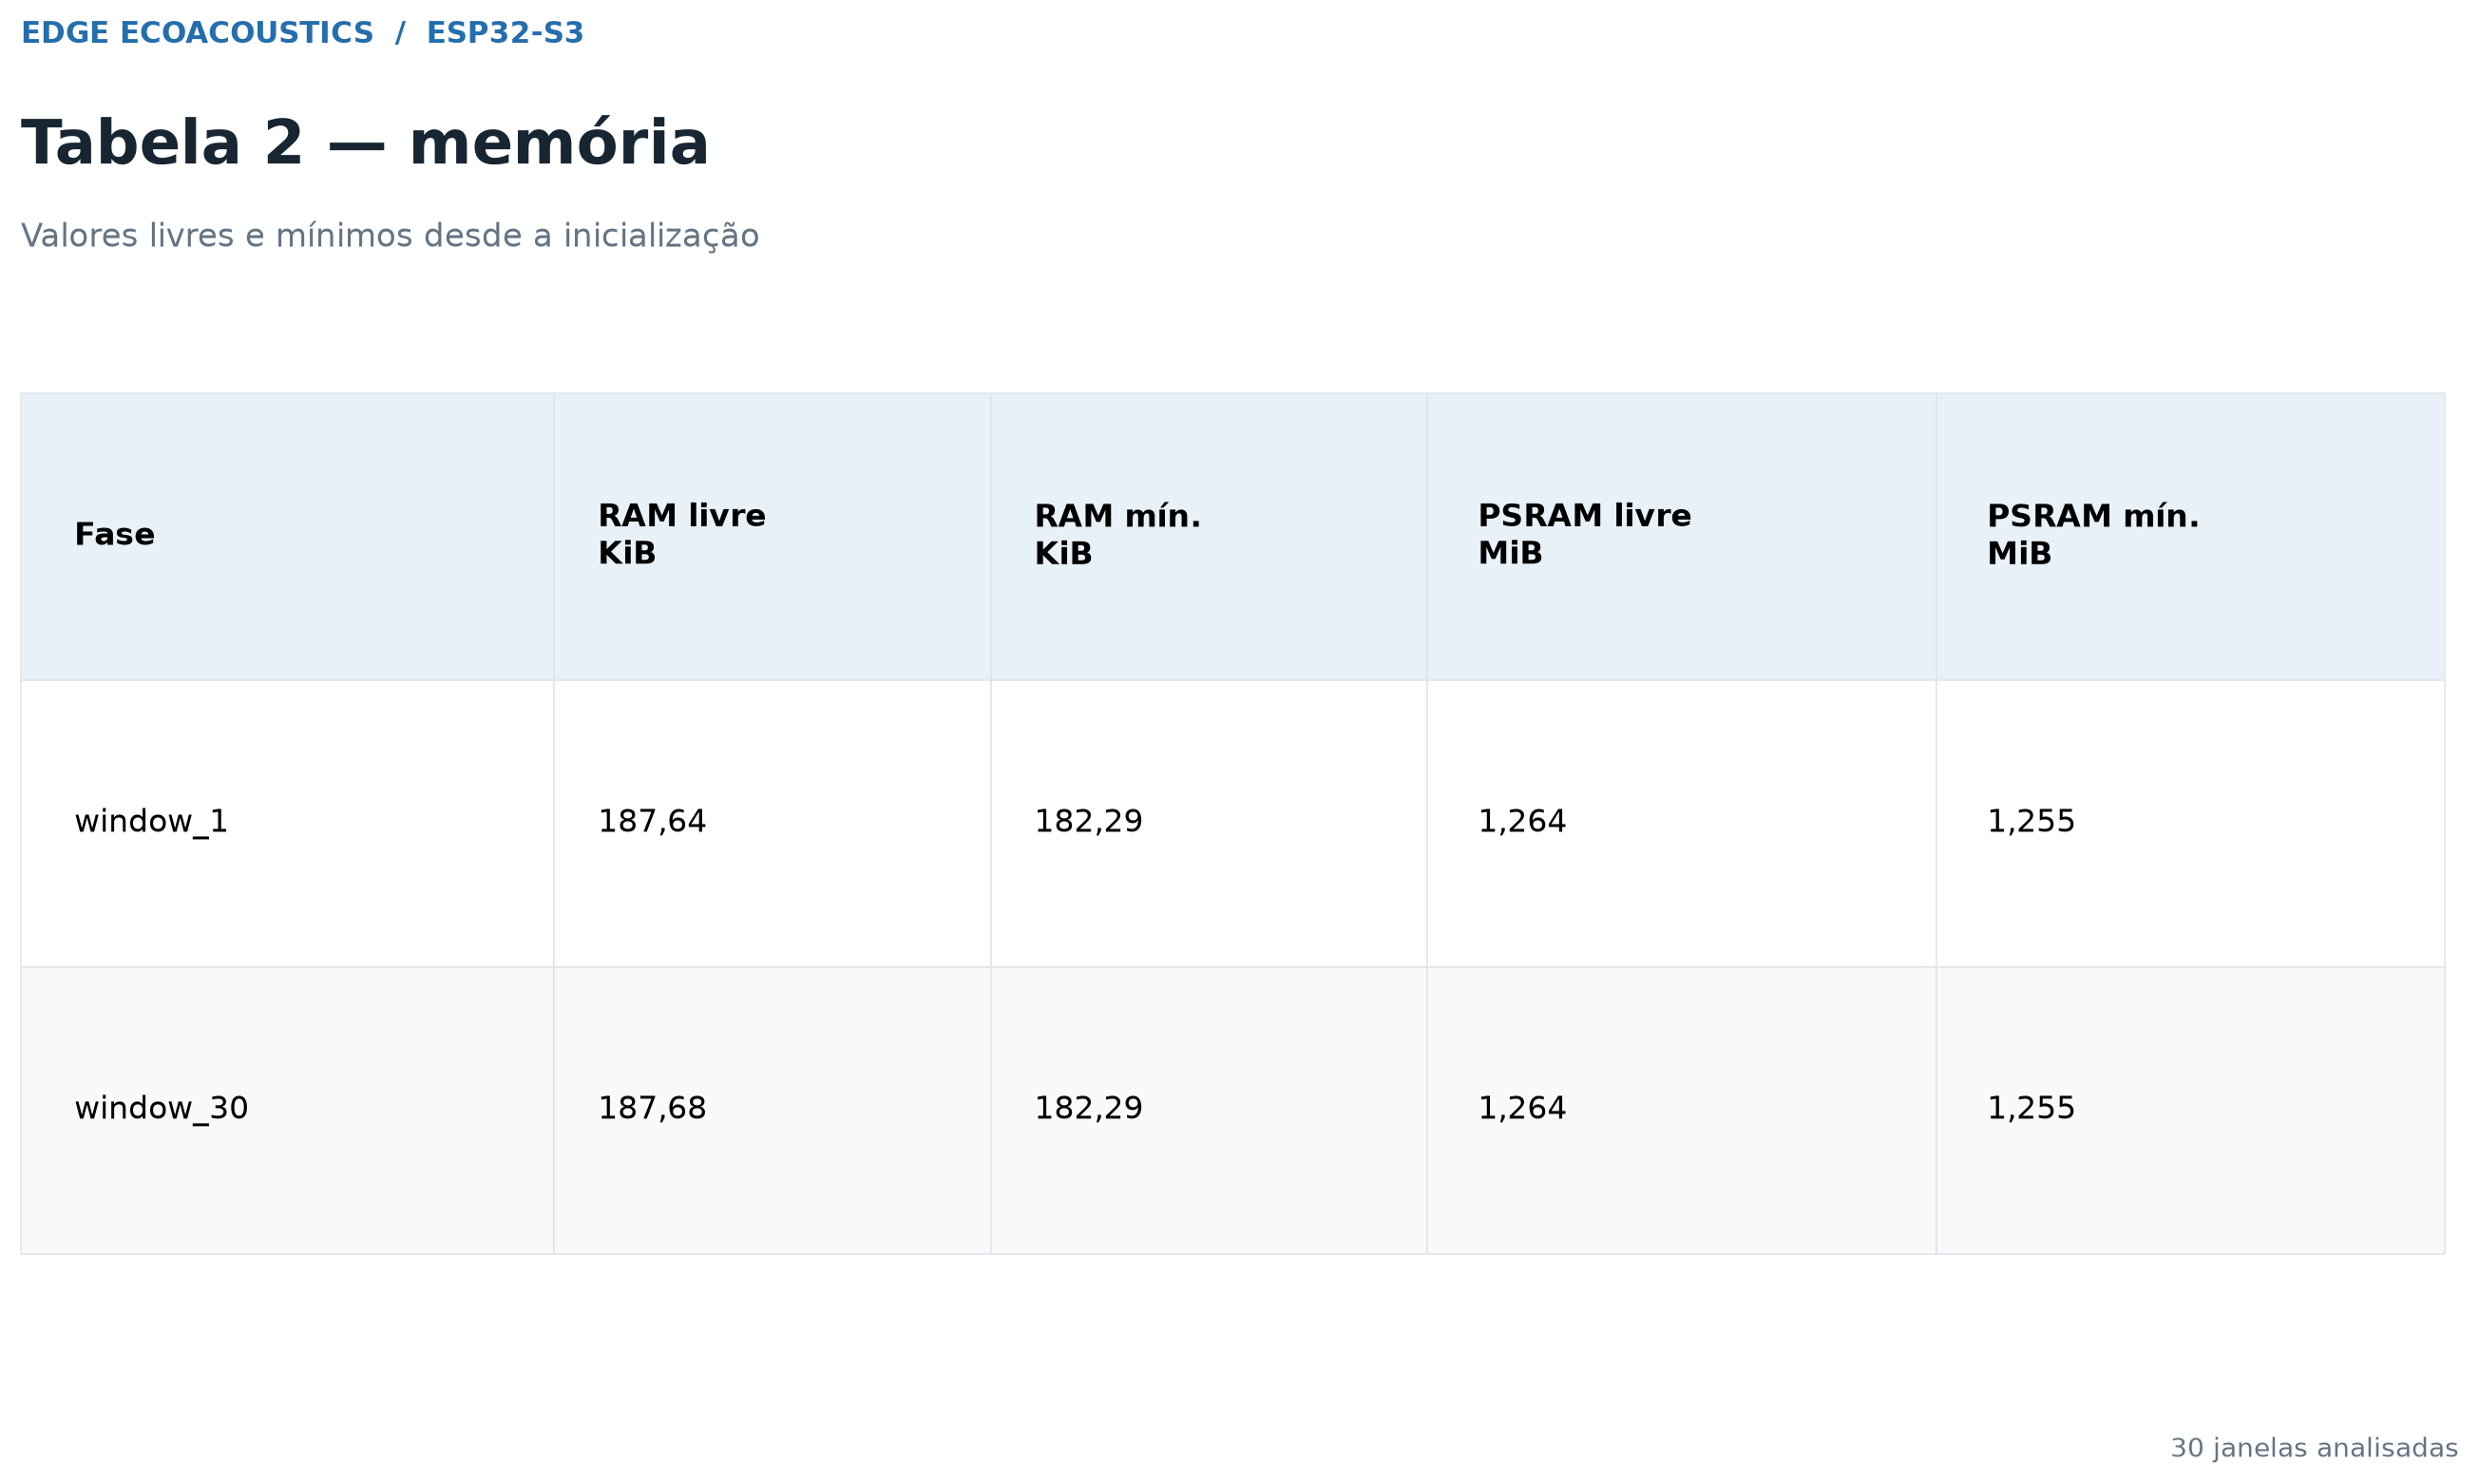 EDGE ECOACOUSTICS / ESP32-S3
Tabela 2 — memória
Valores livres e mínimos desde a inicialização
Fase
RAM livre
KiB
RAM mín.
KiB
PSRAM livre
MiB
PSRAM mín.
MiB
window_1 187,64 182,29 1,264 1,255
window_30 187,68 182,29 1,264 1,255
30 janelas analisadas